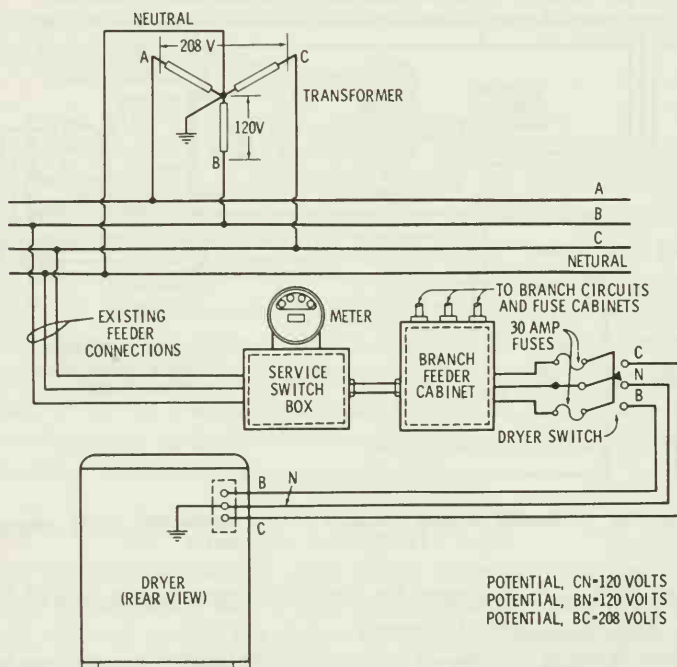 NEUTRAL
208 V
A
C
TRANSFORMER
120V
B
A
B
C
NETURAL
EXISTING
FEEDER
CONNECTIONS
METER
TO BRANCH CIRCUITS
AND FUSE CABINETS
30 AMP
FUSES
SERVICE
SWITCH
BOX
BRANCH
FEEDER
CABINET
C
N
B
DRYER SWITCH
B
N
C
DRYER
(REAR VIEW)
POTENTIAL, CN=120 VOLTS
POTENTIAL, BN=120 VOITS
POTENTIAL, BC=208 VOLTS